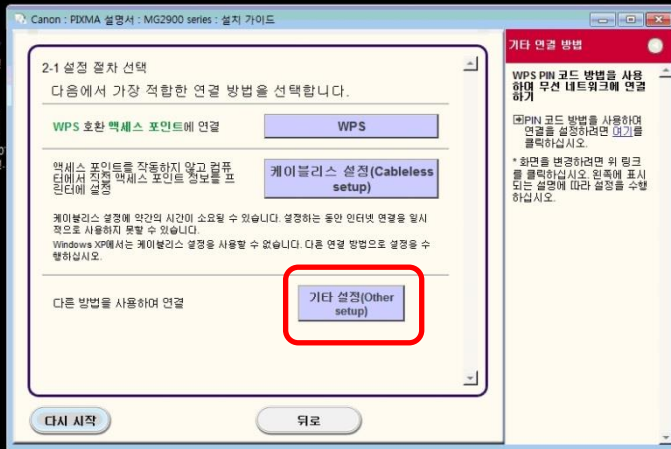 Canon : PIXMA 설명서 : MG2900 series : 설치 가이드
2-1 설정 절차 선택
다음에서 가장 적합한 연결 방법을 선택합니다.
WPS 호환 액세스 포인트에 연결
WPS
액세스 포인트를 작동하지 않고 컴퓨
터에서 직접 액세스 포인트 정보를 프
린터에 설정
케이블리스 설정(Cableless
setup)
케이블리스 설정에 약간의 시간이 소요될 수 있습니다. 설정하는 동안 인터넷 연결을 일시
적으로 사용하지 못할 수 있습니다.
Windows XP에서는 케이블리스 설정을 사용할 수 없습니다. 다른 연결 방법으로 설정을 수
행하십시오.
다른 방법을 사용하여 연결
기타 설정(Other
setup)
다시 시작
뒤로
기타 연결 방법
WPS PIN 코드 방법을 사용
하여 무선 네트워크에 연결
하기
PIN 코드 방법을 사용하여
연결을 설정하려면 여기를
클릭하십시오.
* 화면을 변경하려면 위 링크
를 클릭하십시오. 왼쪽에 표시
되는 설명에 따라 설정을 수행
하십시오.